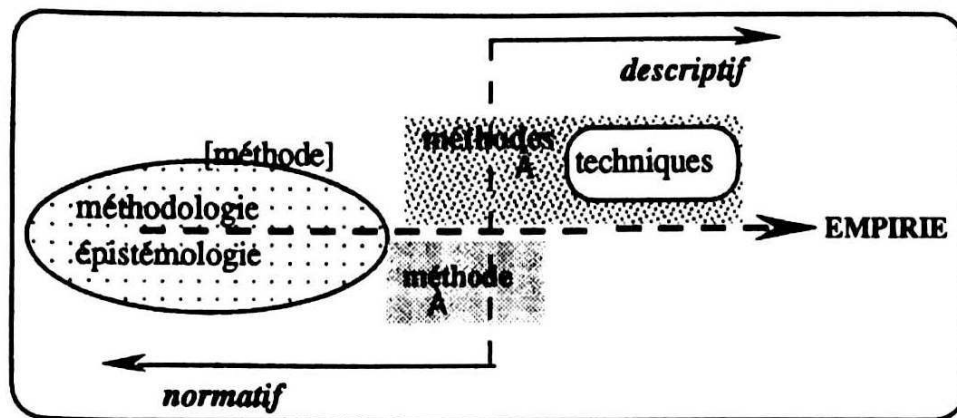 descriptif
méthodes
A
techniques
[méthode]
méthodologie
EMPIRIE
épistémologie
méthode
A
normatif